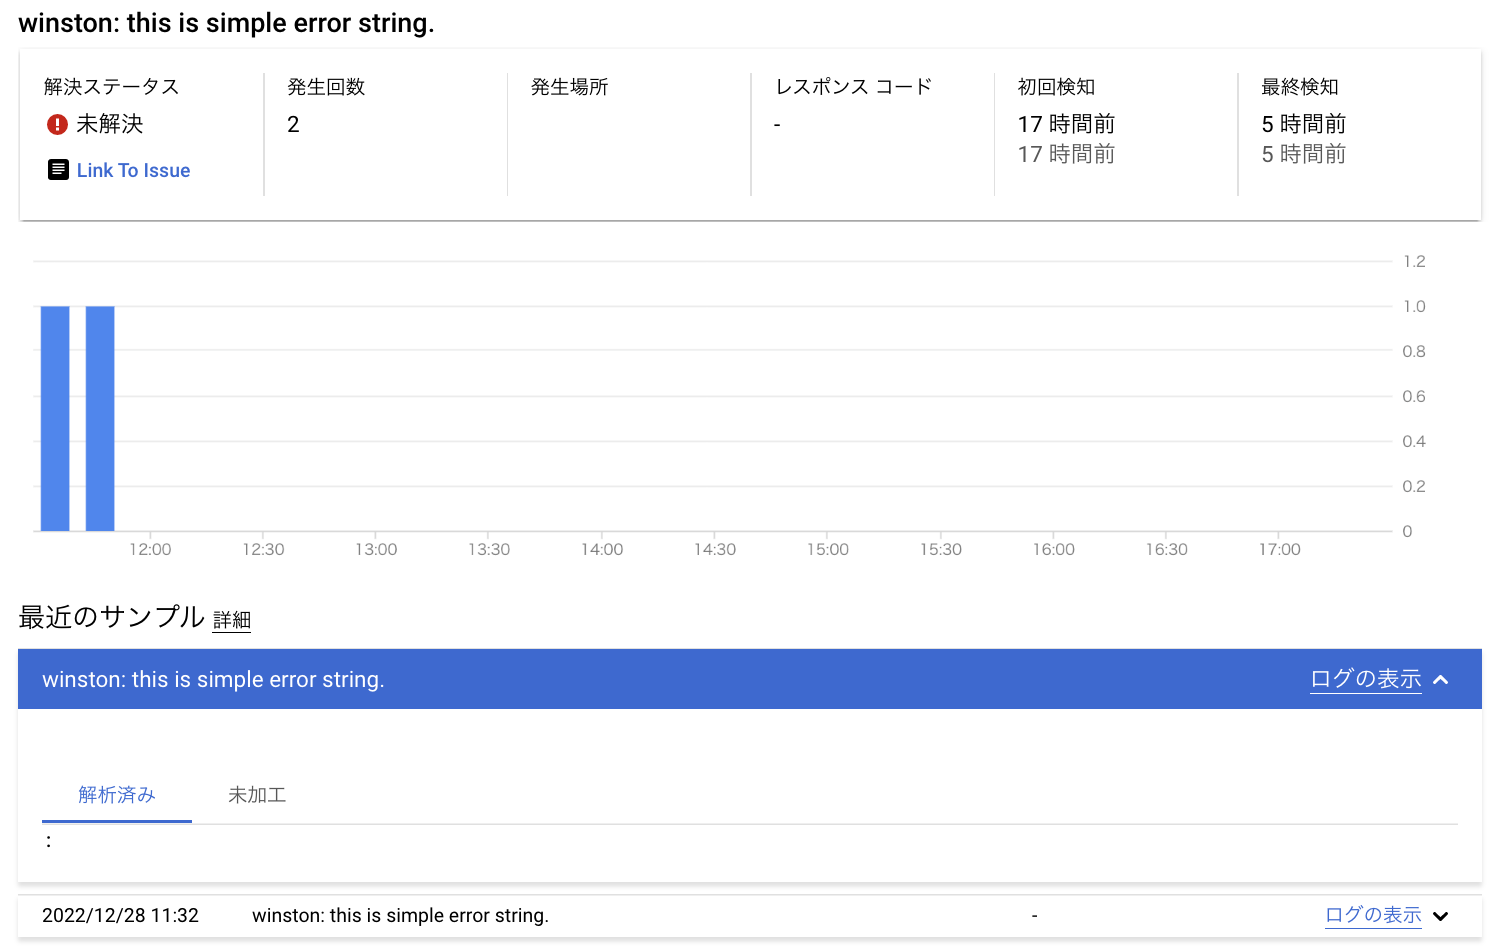 winston: this is simple error string.
解決ステータス
未解決
Link To Issue
発生回数
2
発生場所
レスポンス コード
-
初回検知
17 時間前
17 時間前
最終検知
5 時間前
5 時間前
1.2
1.0
0.8
0.6
0.4
0.2
0
12:00 12:30 13:00 13:30 14:00 14:30 15:00 15:30 16:00 16:30 17:00
最近のサンプル 詳細
winston: this is simple error string. ログの表示
解析済み 未加工
:
2022/12/28 11:32 winston: this is simple error string. - ログの表示